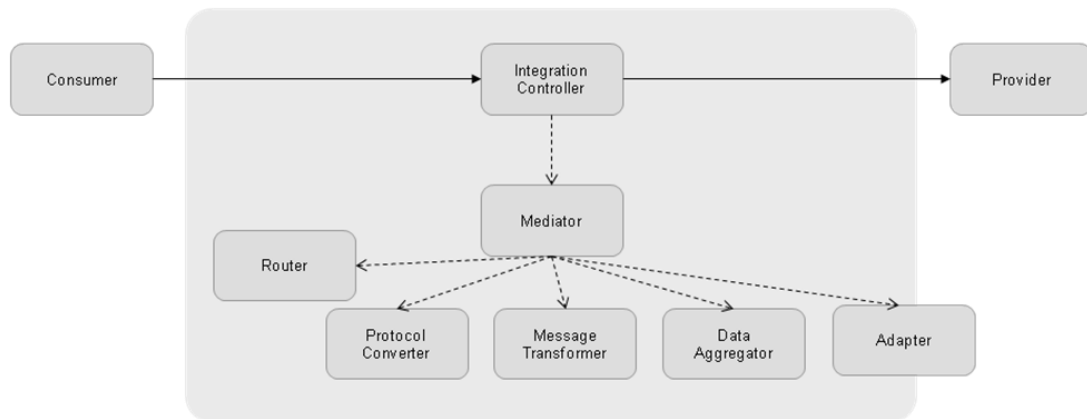 Consumer
Integration
Controller
Provider
Mediator
Router
Protocol
Converter
Message
Transformer
Data
Aggregator
Adapter